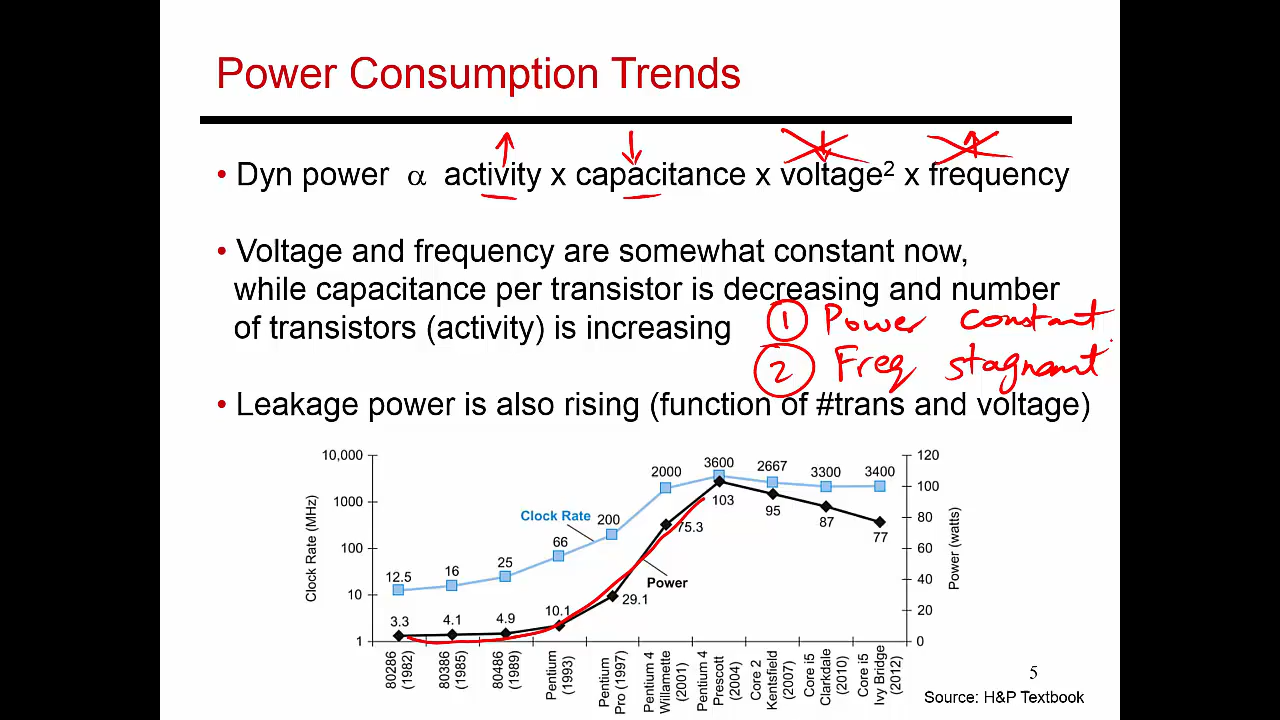 Power Consumption Trends
• Dyn power α activity x capacitance x voltage² x frequency
• Voltage and frequency are somewhat constant now,
while capacitance per transistor is decreasing and number
of transistors (activity) is increasing
1 Power constant
2 Freq stagnant
• Leakage power is also rising (function of #trans and voltage)
10,000
1000
100
10
1
Clock Rate (MHz)
12.5
16
25
66
200
2000
3600
2667
3300
3400
Clock Rate
3.3
4.1
4.9
10.1
29.1
75.3
103
95
87
77
Power
120
100
80
60
40
20
0
Power (watts)
80286
(1982)
80386
(1985)
80486
(1989)
Pentium
(1993)
Pentium
Pro (1997)
Pentium 4
Willamette
(2001)
Pentium 4
Prescott
(2004)
Core 2
Kentsfield
(2007)
Core i5
Clarkdale
(2010)
Core i5
Ivy Bridge
(2012)
5
Source: H&P Textbook